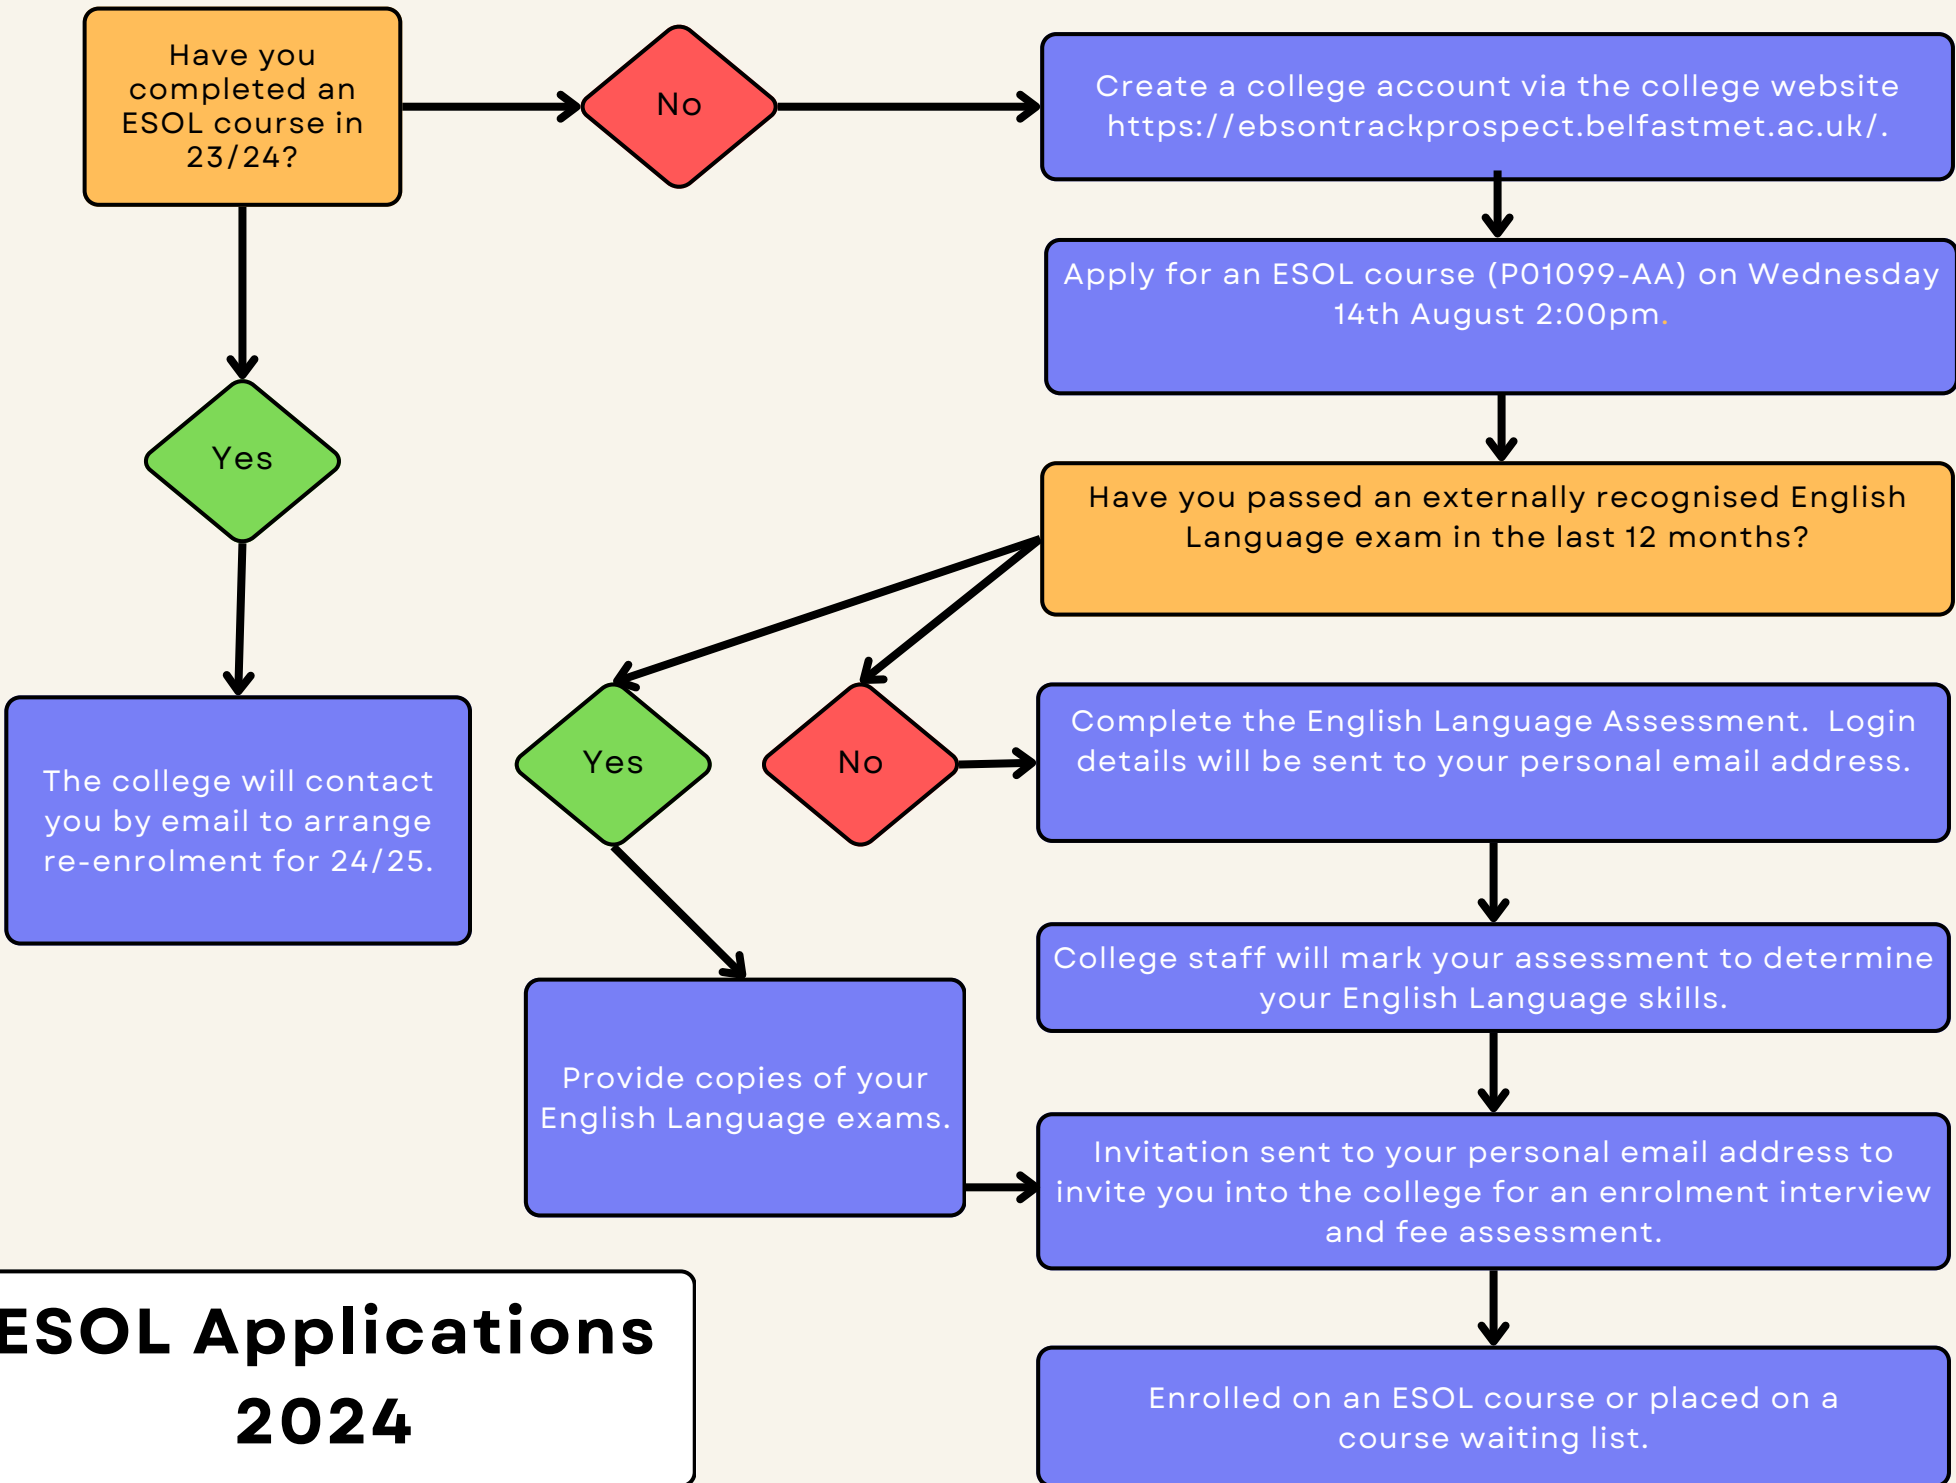 Have you
completed an
ESOL course in
23/24?
No
Create a college account via the college website
https://ebsontrackprospect.belfastmet.ac.uk/.
Apply for an ESOL course (P01099-AA) on Wednesday
14th August 2:00pm.
Yes
Have you passed an externally recognised English
Language exam in the last 12 months?
The college will contact
you by email to arrange
re-enrolment for 24/25.
Yes
No
Complete the English Language Assessment.  Login
details will be sent to your personal email address.
College staff will mark your assessment to determine
your English Language skills.
Provide copies of your
English Language exams.
Invitation sent to your personal email address to
invite you into the college for an enrolment interview
and fee assessment.
ESOL Applications
2024
Enrolled on an ESOL course or placed on a
course waiting list.